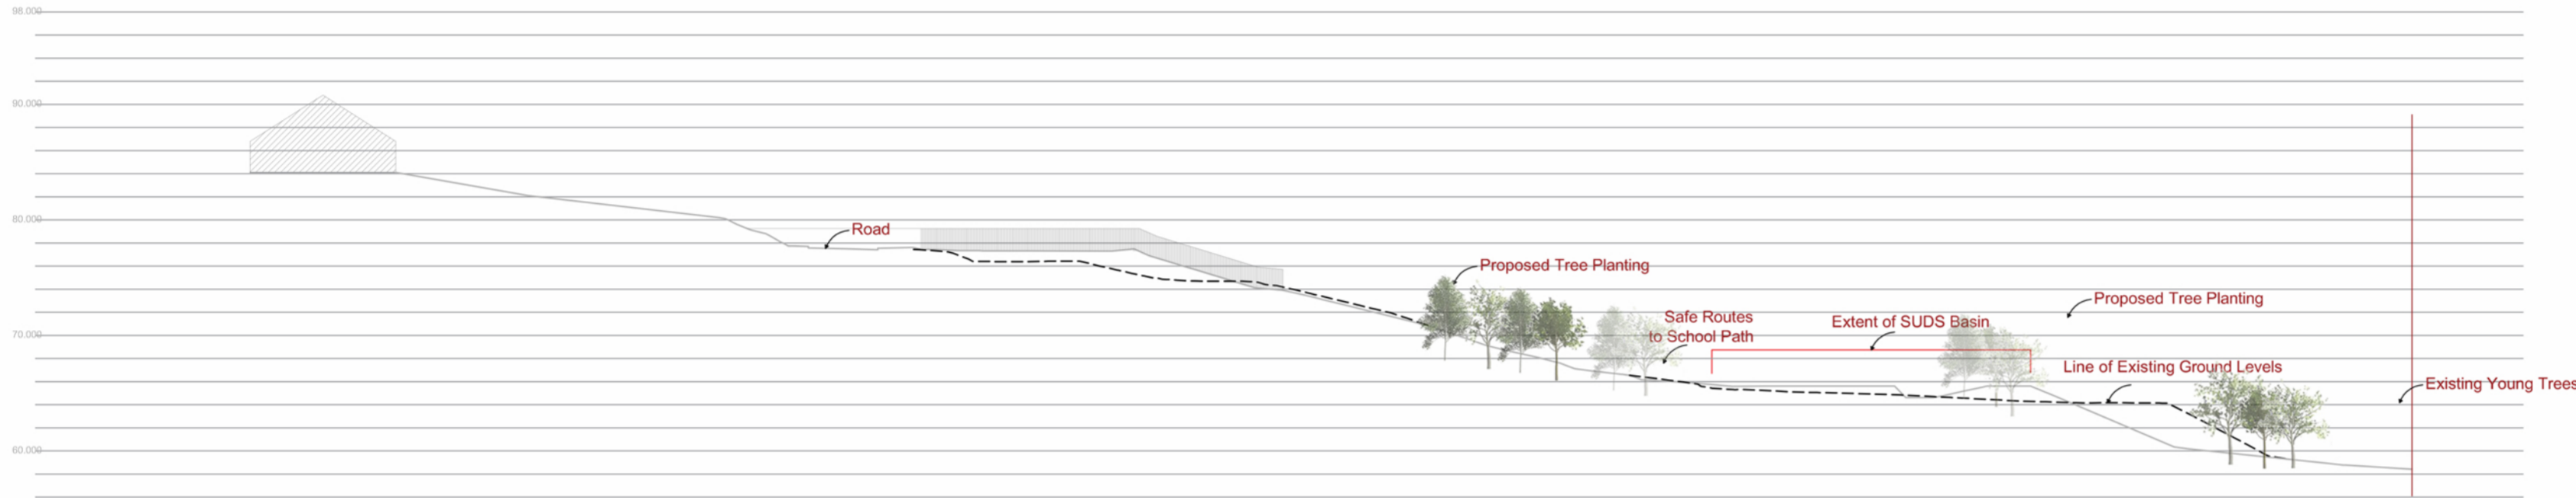 98.000
90.000
80.000
Road
Proposed Tree Planting
Proposed Tree Planting
Safe Routes
to School Path
Extent of SUDS Basin
70.000
Line of Existing Ground Levels
Existing Young Trees
60.000